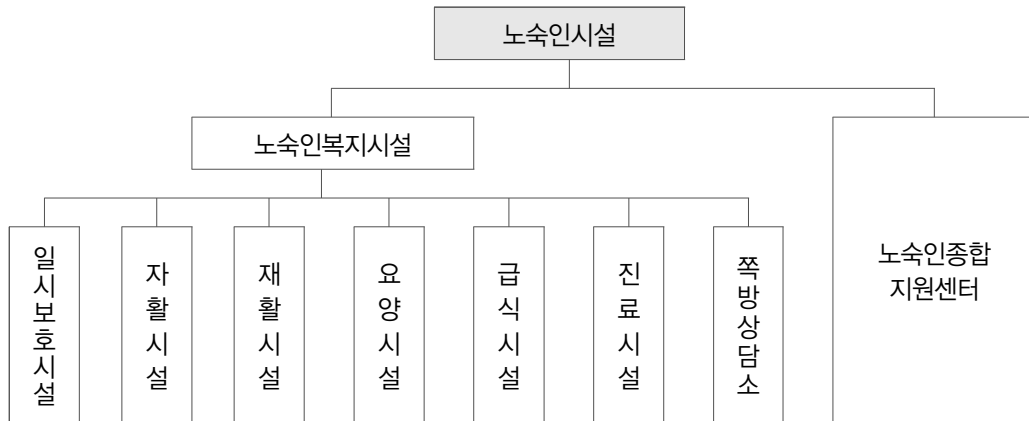 노숙인시설
노숙인복지시설
일시보호시설
자활시설
재활시설
요양시설
급식시설
진료시설
쪽방상담소
노숙인종합
지원센터